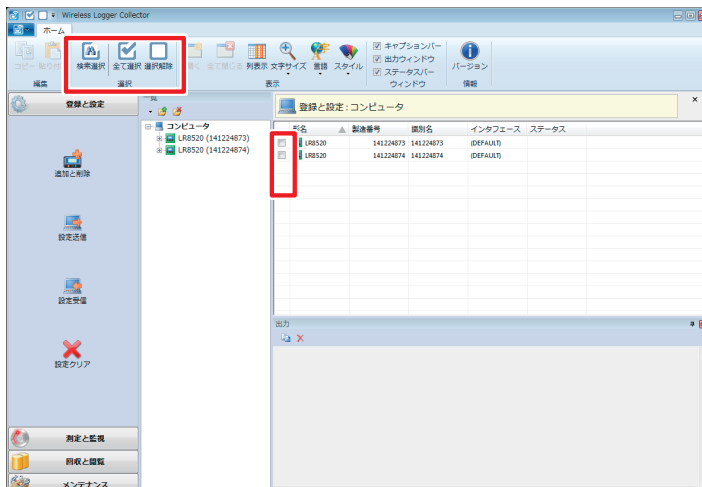 Wireless Logger Collector
ホーム
コピー 貼り付け 検索選択 全て選択 選択解除 開く 全て閉じる 列表示 文字サイズ 言語 スタイル
キャプションバー
出力ウィンドウ
ステータスバー
バージョン
編集 選択 表示 ウィンドウ 情報
登録と設定
一覧
登録と設定:コンピュータ
×
コンピュータ
LR8520 (141224873)
LR8520 (141224874)
形名 製造番号 識別名 インタフェース ステータス
LR8520 141224873 141224873 (DEFAULT)
LR8520 141224874 141224874 (DEFAULT)
追加と削除
設定送信
設定受信
設定クリア
出力
測定と監視
回収と閲覧
メンテナンス